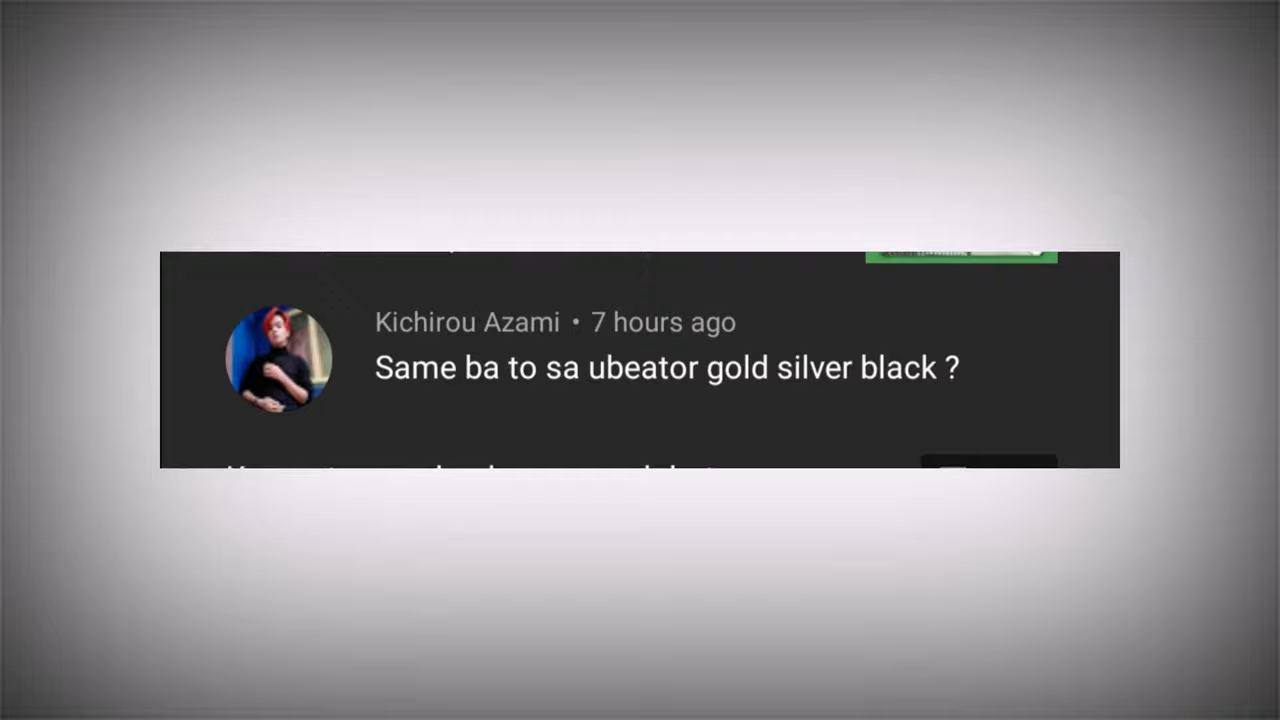 Kichirou Azami • 7 hours ago
Same ba to sa ubeator gold silver black ?